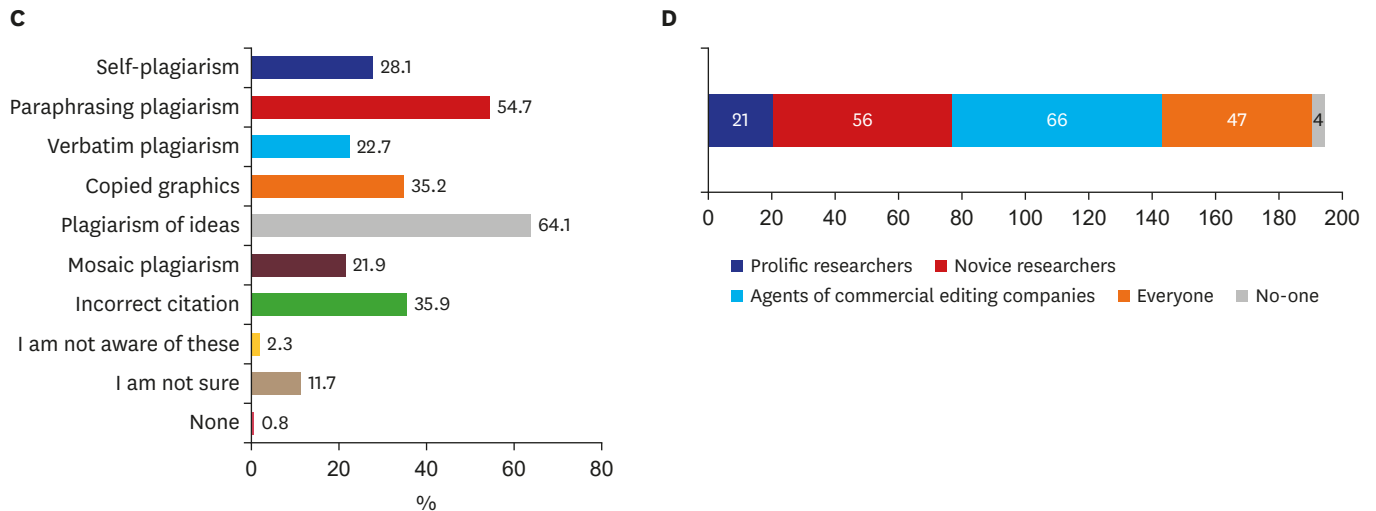 C
Self-plagiarism 28.1
Paraphrasing plagiarism 54.7
Verbatim plagiarism 22.7
Copied graphics 35.2
Plagiarism of ideas 64.1
Mosaic plagiarism 21.9
Incorrect citation 35.9
I am not aware of these 2.3
I am not sure 11.7
None 0.8
0 20 40 60 80
%
D
21 56 66 47 4
0 20 40 60 80 100 120 140 160 180 200
Prolific researchers Novice researchers
Agents of commercial editing companies Everyone No-one